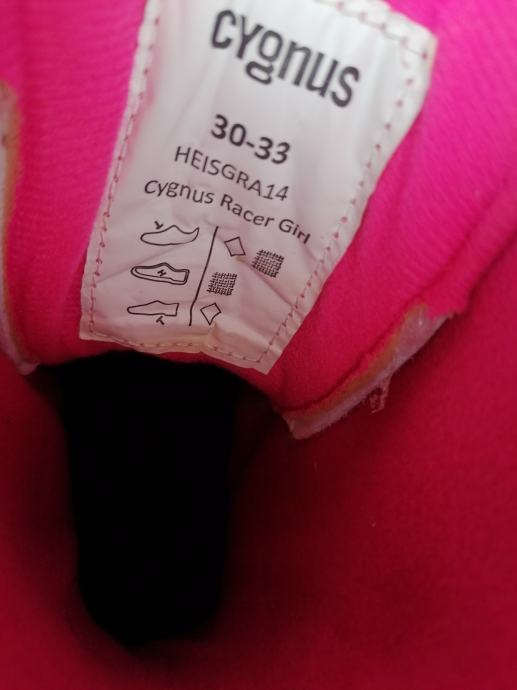 cygnus
30-33
HEISGRA14
Cygnus Racer Girl